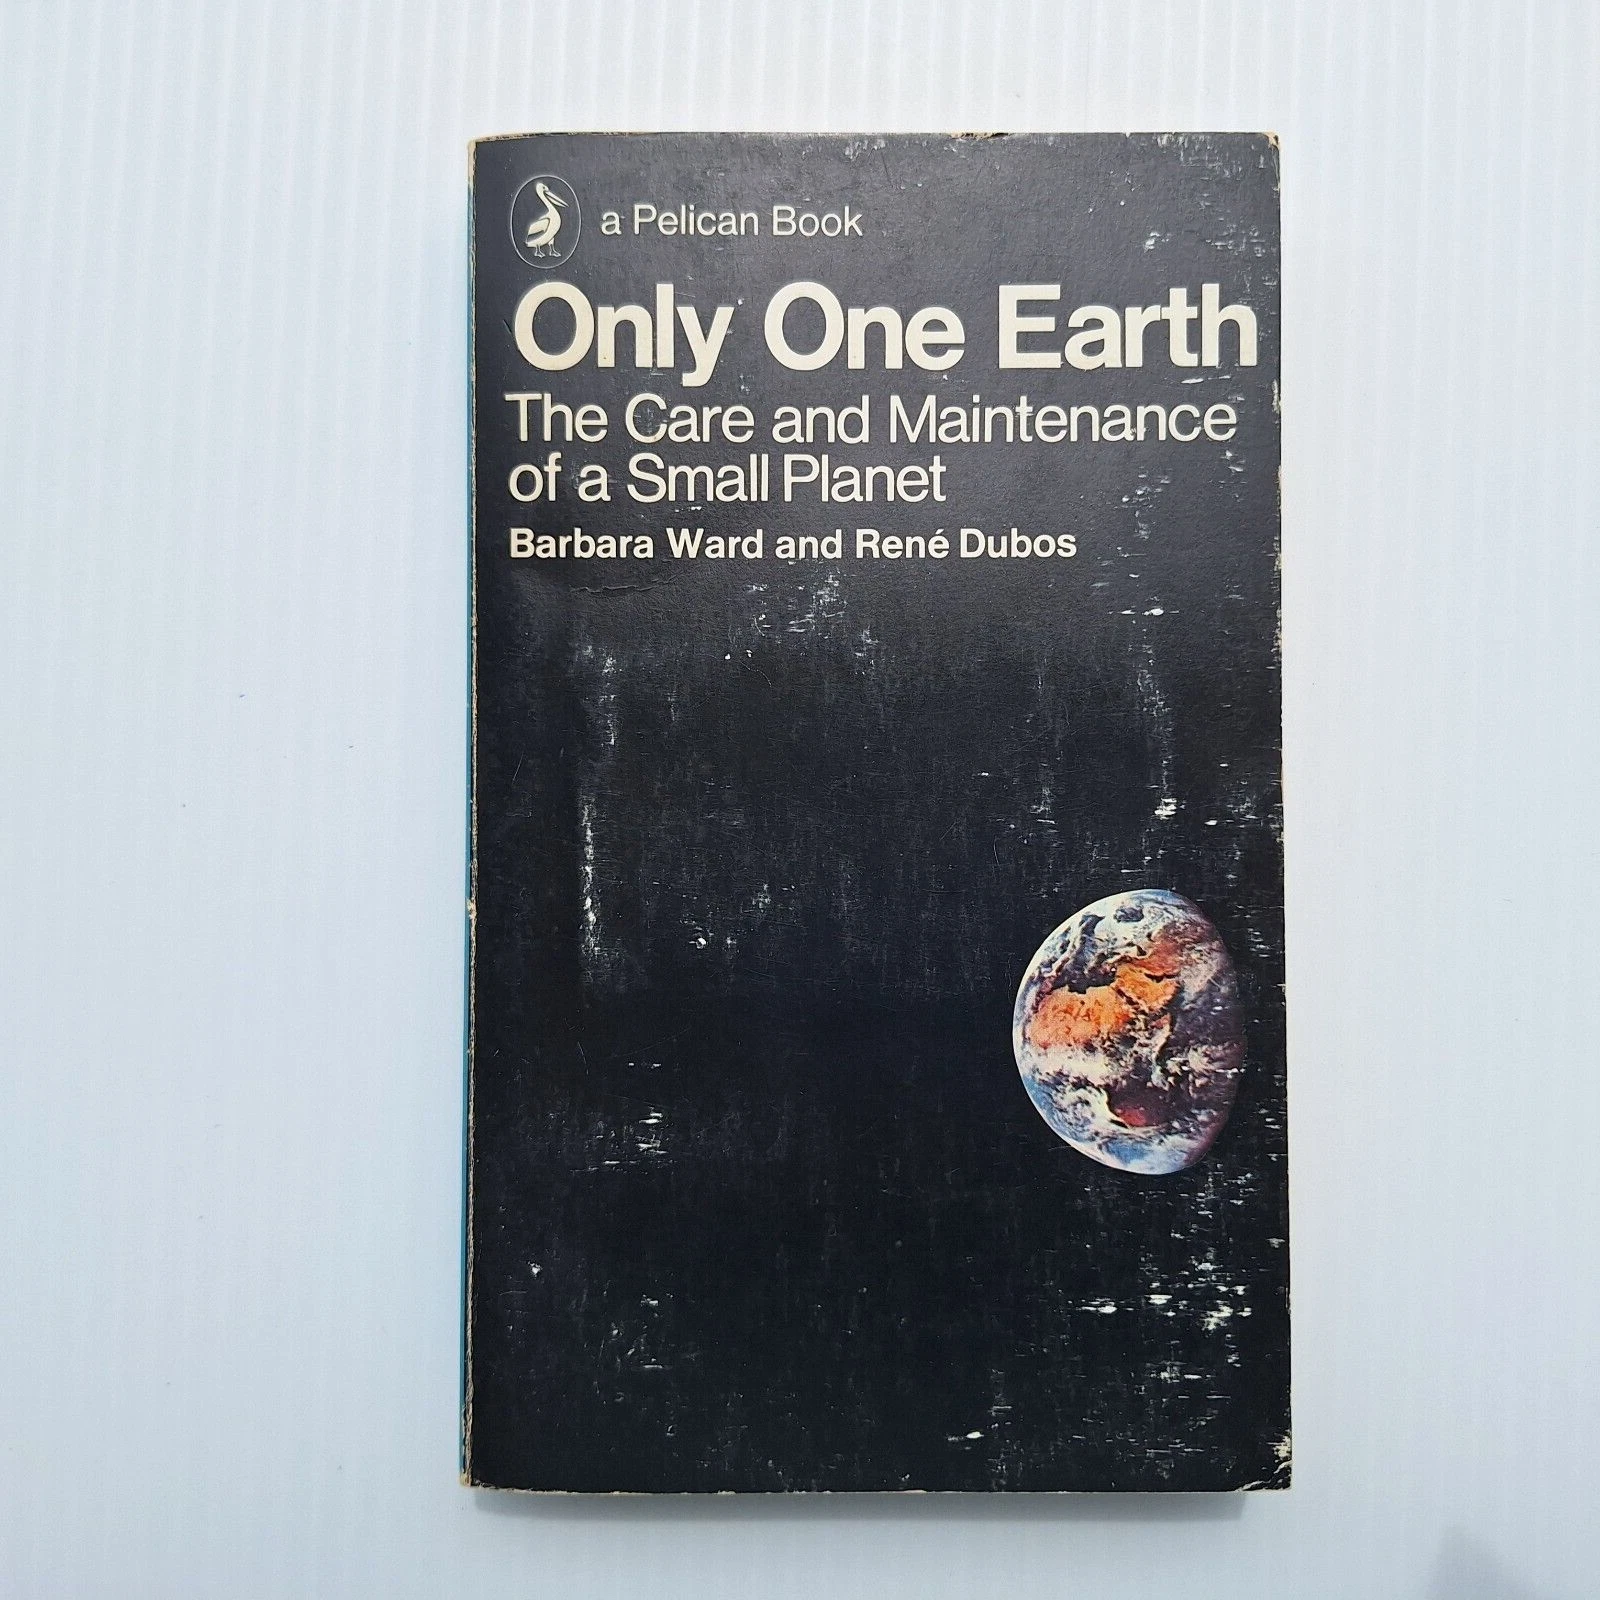 a Pelican Book
Only One Earth
The Care and Maintenance
of a Small Planet
Barbara Ward and René Dubos